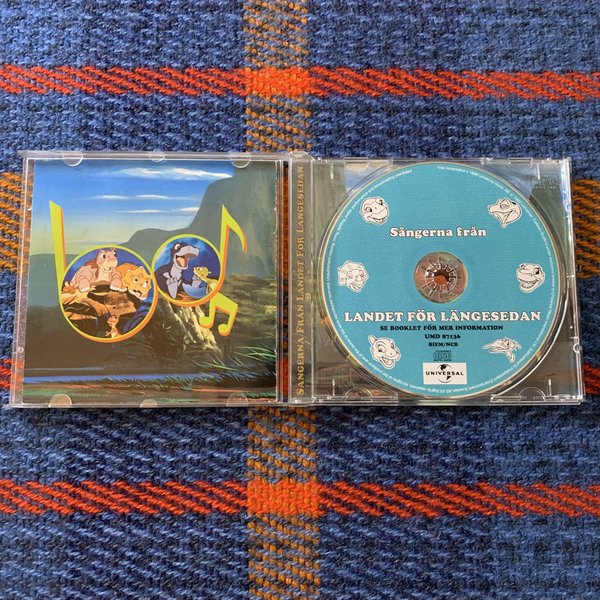 SÅNGERNA FRÅN LANDET FÖR LÄNGESEDAN
Sångerna från
LANDET FÖR LÄNGESEDAN
SE BOOKLET FÖR MER INFORMATION
UMD 87136
BIEM/NCB
UNIVERSAL